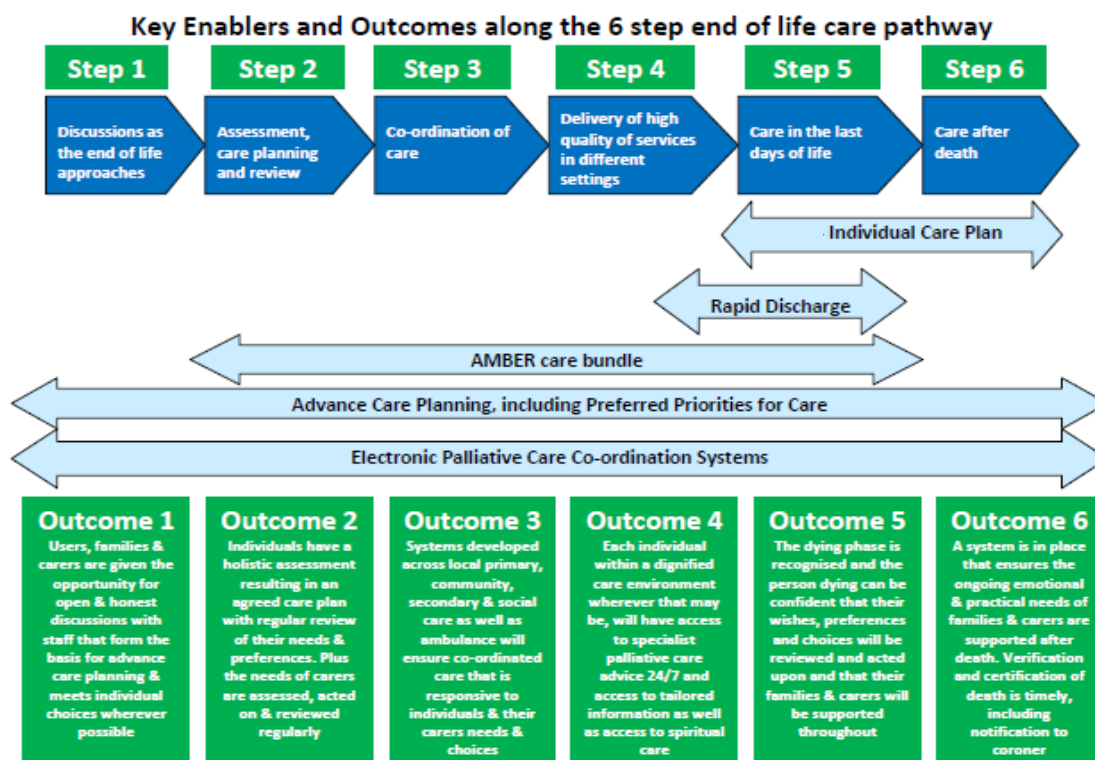 Key Enablers and Outcomes along the 6 step end of life care pathway
Step 1
Step 2
Step 3
Step 4
Step 5
Step 6
Discussions as
the end of life
approaches
Assessment,
care planning
and review
Co-ordination of
care
Delivery of high
quality of services
in different
settings
Care in the last
days of life
Care after
death
Individual Care Plan
Rapid Discharge
AMBER care bundle
Advance Care Planning, including Preferred Priorities for Care
Electronic Palliative Care Co-ordination Systems
Outcome 1
Users, families &
carers are given the
opportunity for
open & honest
discussions with
staff that form the
basis for advance
care planning &
meets individual
choices wherever
possible
Outcome 2
Individuals have a
holistic assessment
resulting in an
agreed care plan
with regular review
of their needs &
preferences. Plus
the needs of carers
are assessed, acted
on & reviewed
regularly
Outcome 3
Systems developed
across local primary,
community,
secondary & social
care as well as
ambulance will
ensure co-ordinated
care that is
responsive to
individuals & their
carers needs &
choices
Outcome 4
Each individual
within a dignified
care environment
wherever that may
be, will have access
to specialist
palliative care
advice 24/7 and
access to tailored
information as well
as access to spiritual
care
Outcome 5
The dying phase is
recognised and the
person dying can be
confident that their
wishes, preferences
and choices will be
reviewed and acted
upon and that their
families & carers will
be supported
throughout
Outcome 6
A system is in place
that ensures the
ongoing emotional
& practical needs of
families & carers are
supported after
death. Verification
and certification of
death is timely,
including
notification to
coroner